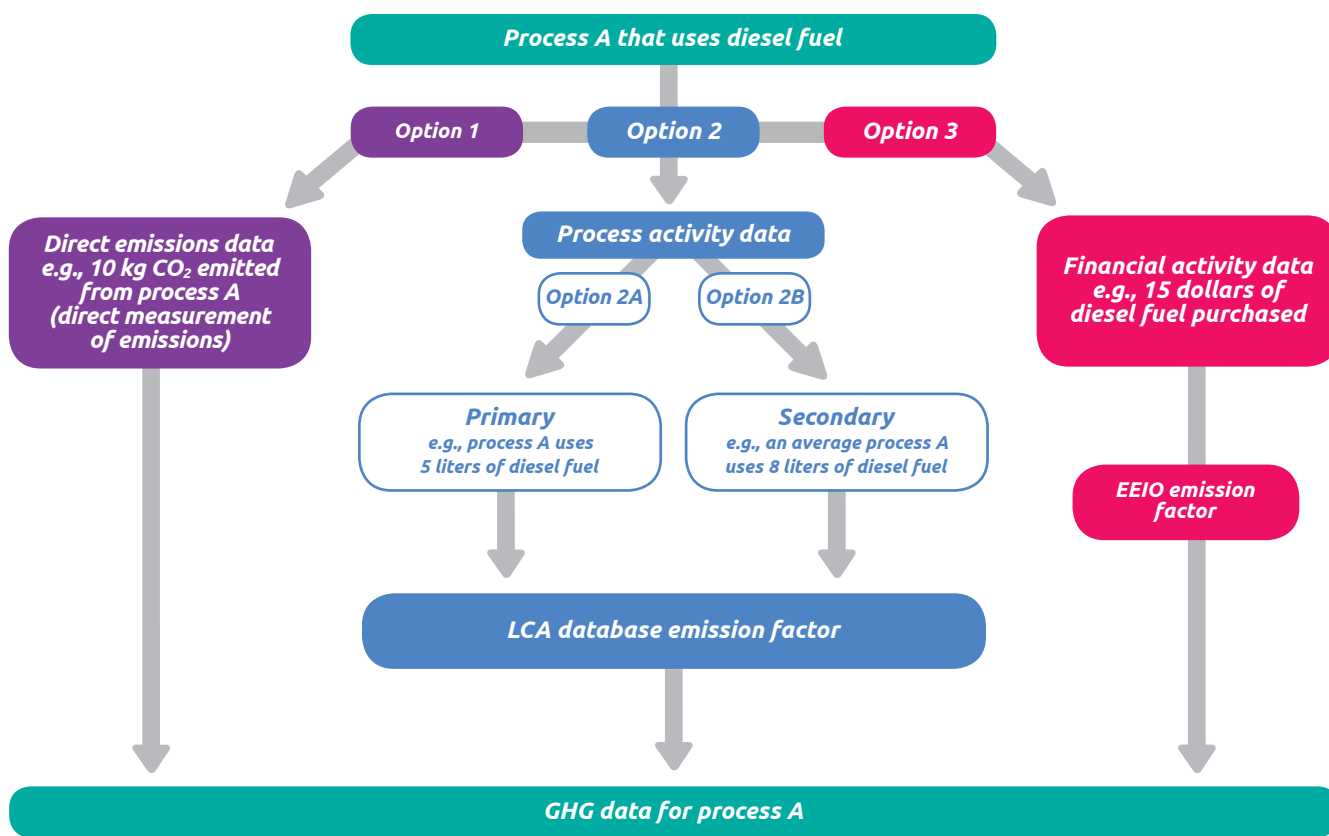 Process A that uses diesel fuel
Option 1
Option 2
Option 3
Direct emissions data
e.g., 10 kg CO₂ emitted
from process A
(direct measurement
of emissions)
Process activity data
Option 2A
Option 2B
Financial activity data
e.g., 15 dollars of
diesel fuel purchased
Primary
e.g., process A uses
5 liters of diesel fuel
Secondary
e.g., an average process A
uses 8 liters of diesel fuel
EEIO emission
factor
LCA database emission factor
GHG data for process A